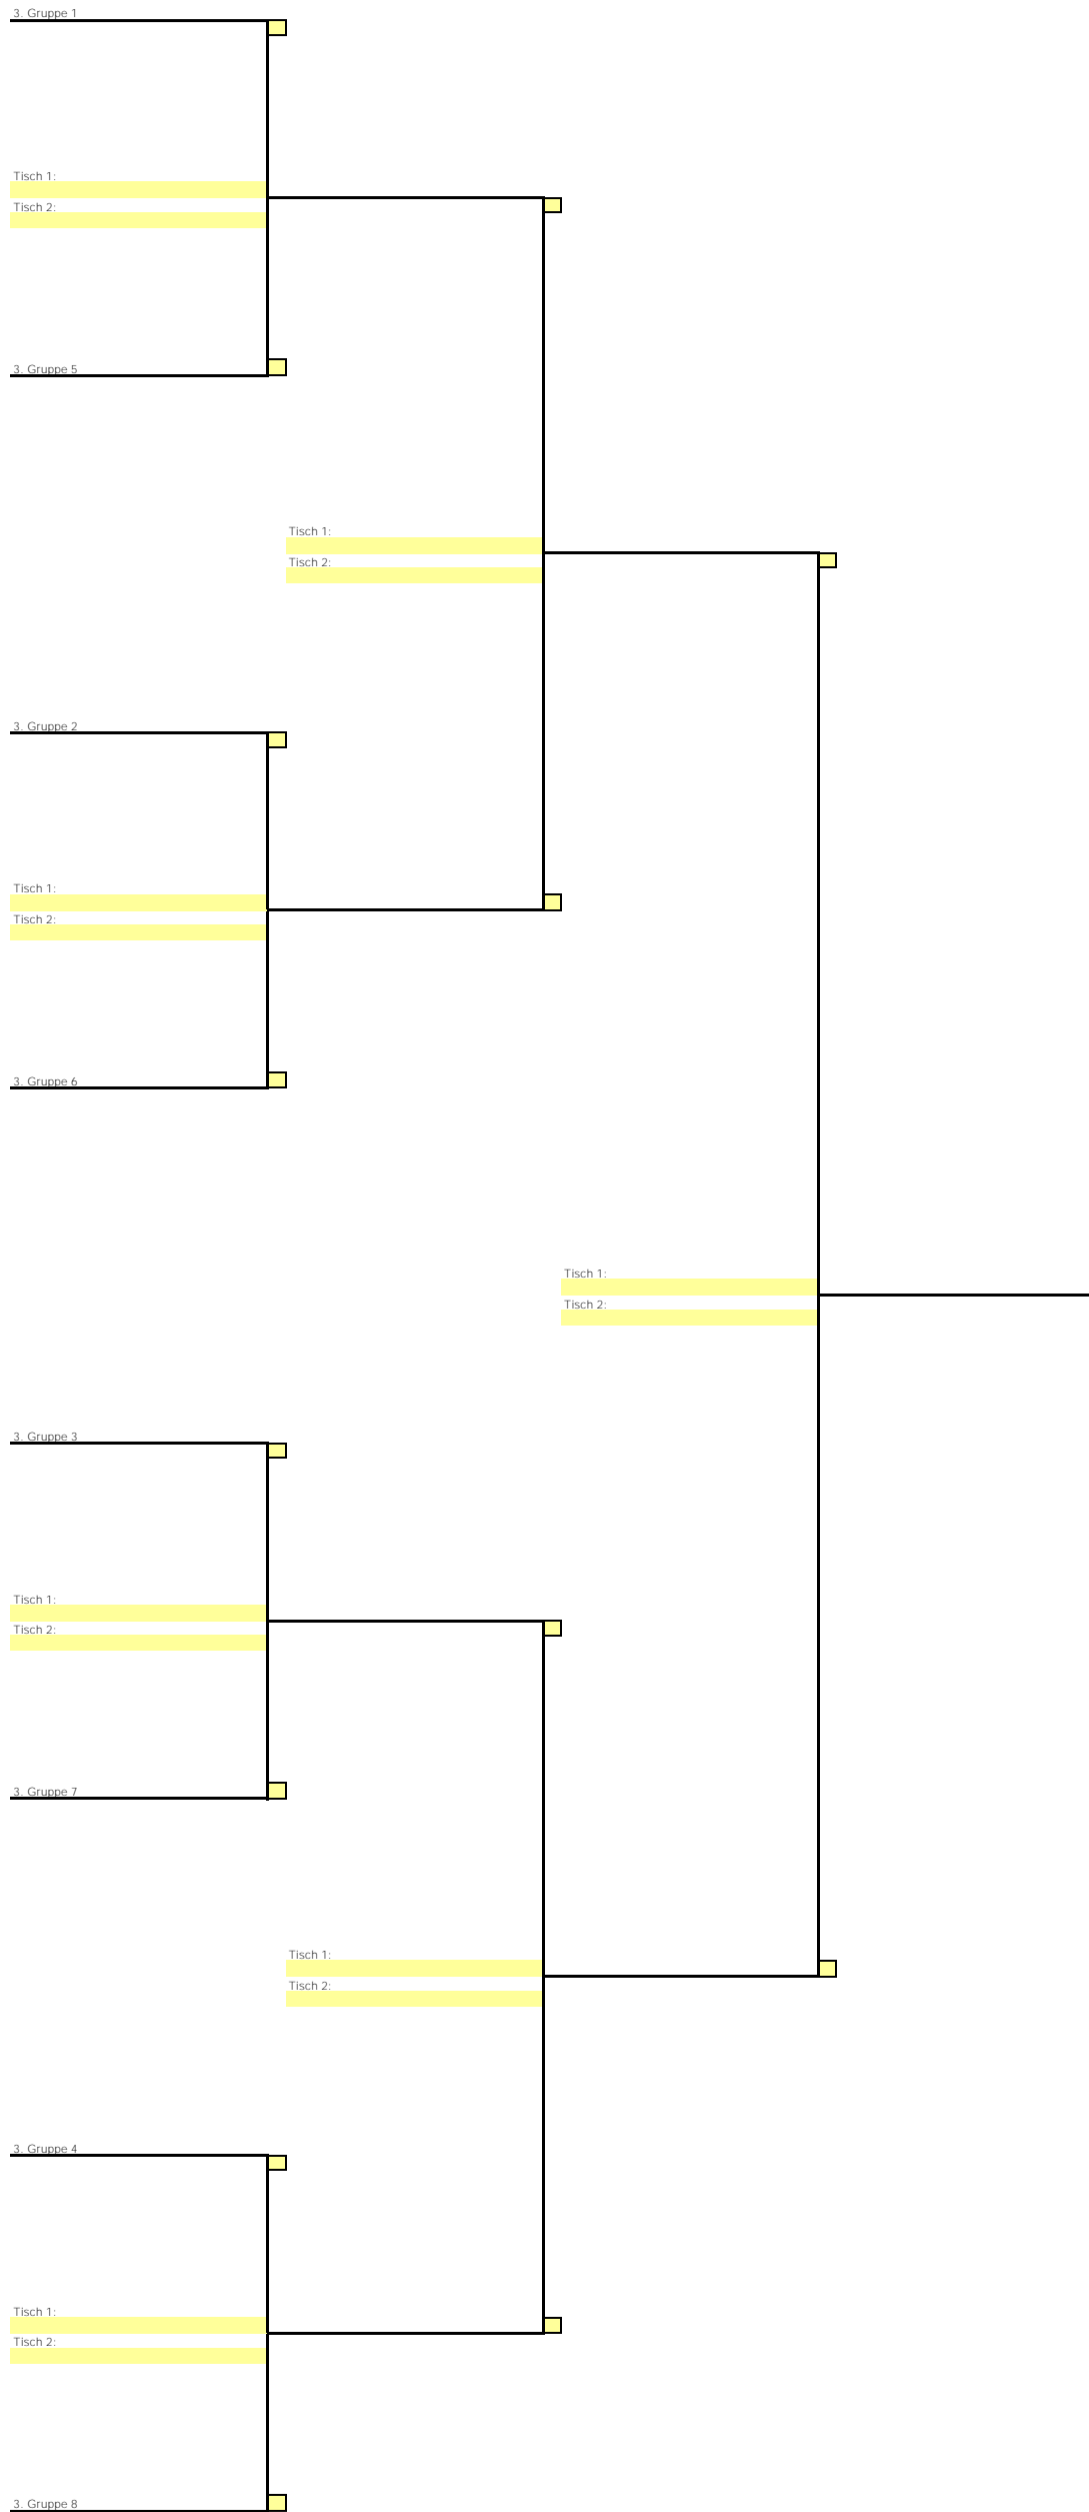 3. Gruppe 1
Tisch 1:
Tisch 2:
3. Gruppe 5
Tisch 1:
Tisch 2:
3. Gruppe 2
Tisch 1:
Tisch 2:
3. Gruppe 6
Tisch 1:
Tisch 2:
3. Gruppe 3
Tisch 1:
Tisch 2:
3. Gruppe 7
Tisch 1:
Tisch 2:
3. Gruppe 4
Tisch 1:
Tisch 2:
3. Gruppe 8